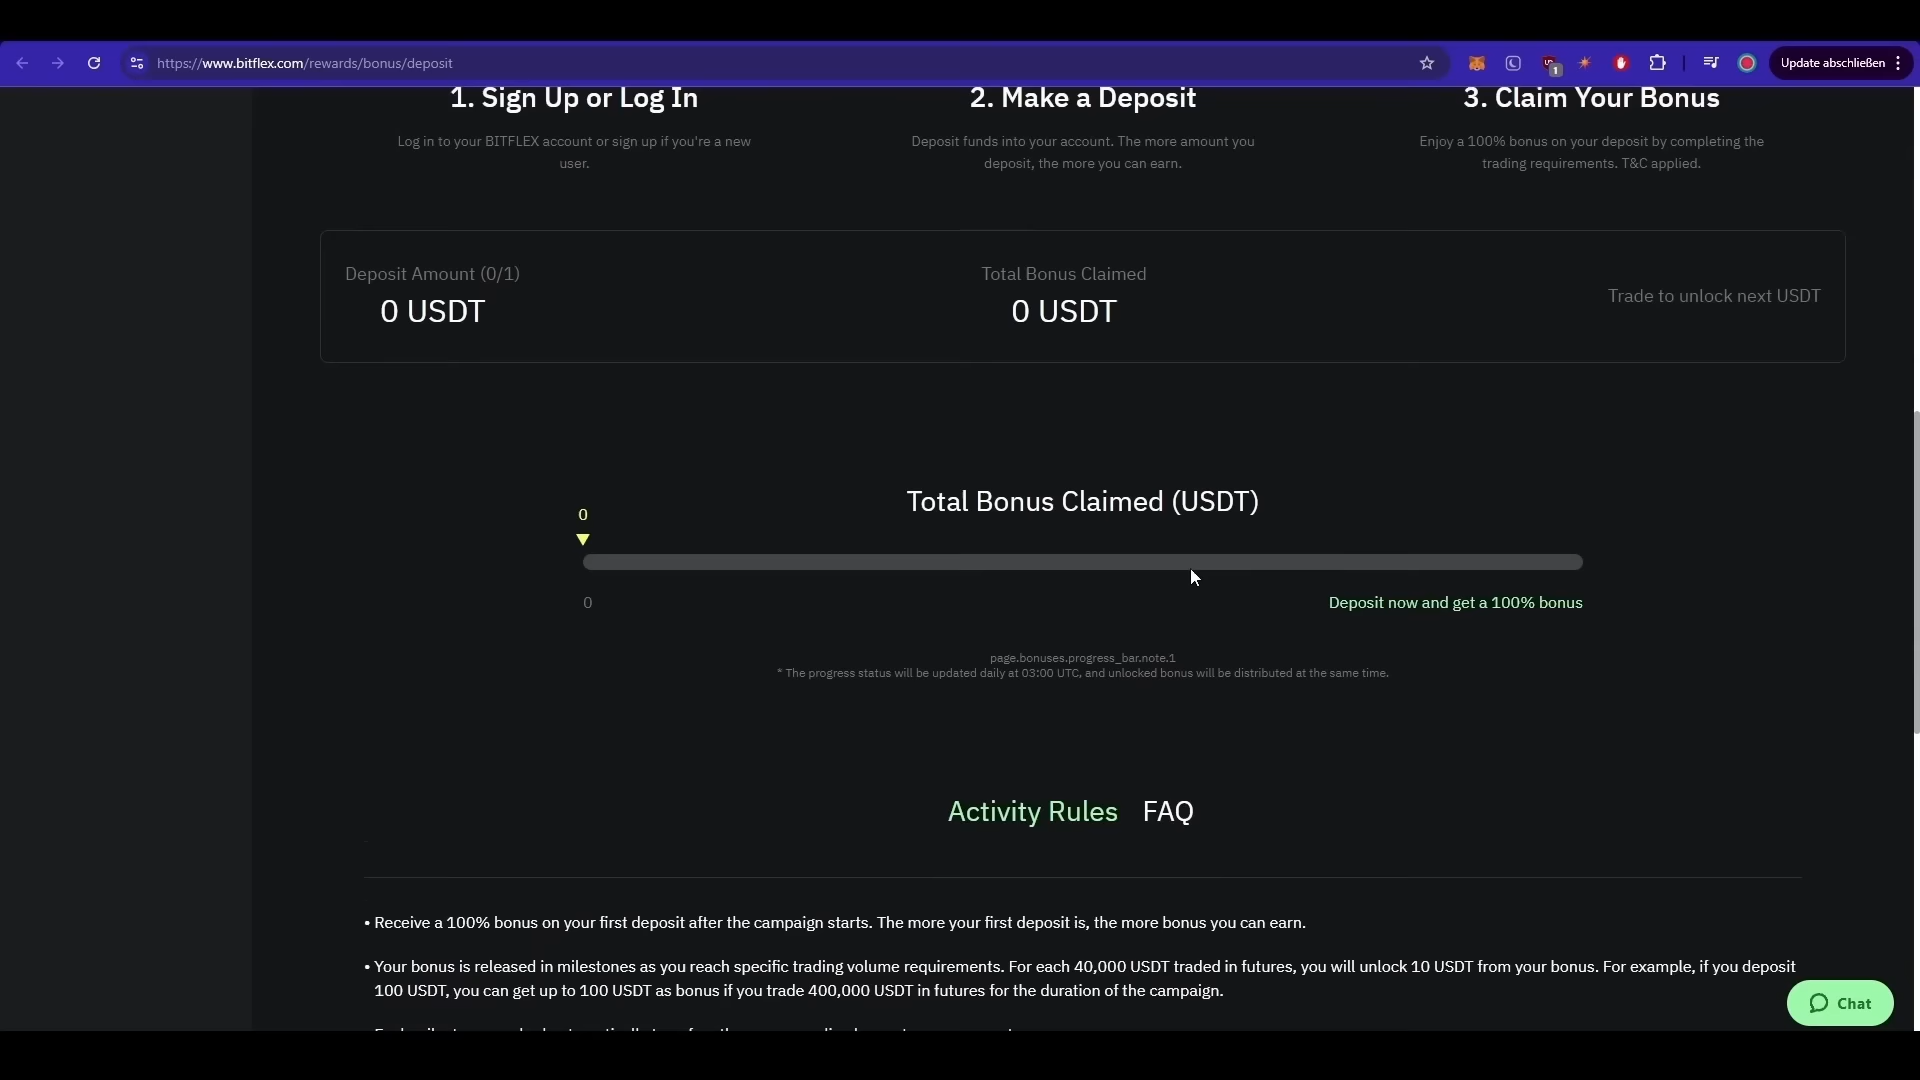 https://www.bitflex.com/rewards/bonus/deposit
1
Update abschließen
1. Sign Up or Log In
2. Make a Deposit
3. Claim Your Bonus
Log in to your BITFLEX account or sign up if you're a new
user.
Deposit funds into your account. The more amount you
deposit, the more you can earn.
Enjoy a 100% bonus on your deposit by completing the
trading requirements. T&C applied.
Deposit Amount (0/1)
0 USDT
Total Bonus Claimed
0 USDT
Trade to unlock next USDT
Total Bonus Claimed (USDT)
0
0
Deposit now and get a 100% bonus
page.bonuses.progress_bar.note.1
* The progress status will be updated daily at 03:00 UTC, and unlocked bonus will be distributed at the same time.
Activity Rules FAQ
• Receive a 100% bonus on your first deposit after the campaign starts. The more your first deposit is, the more bonus you can earn.
• Your bonus is released in milestones as you reach specific trading volume requirements. For each 40,000 USDT traded in futures, you will unlock 10 USDT from your bonus. For example, if you deposit
100 USDT, you can get up to 100 USDT as bonus if you trade 400,000 USDT in futures for the duration of the campaign.
Chat